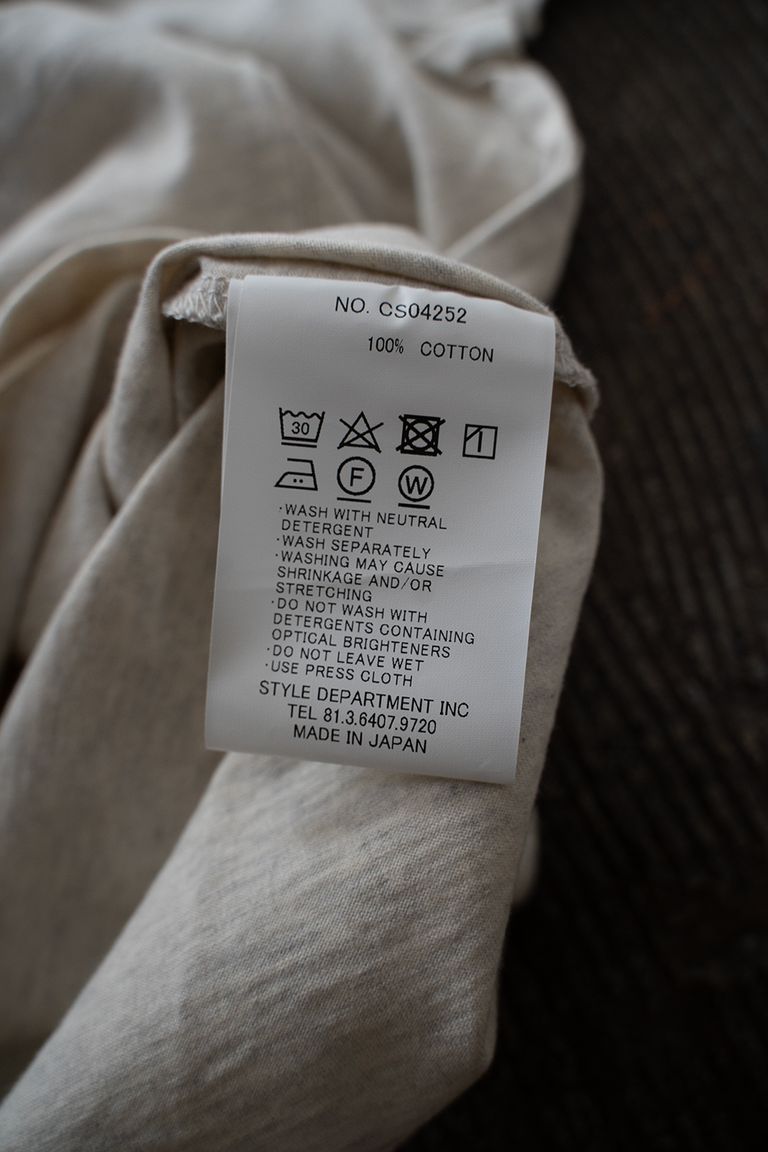 NO. CS04252
100% COTTON
30
F W
·WASH WITH NEUTRAL
DETERGENT
·WASH SEPARATELY
·WASHING MAY CAUSE
SHRINKAGE AND/OR
STRETCHING
·DO NOT WASH WITH
DETERGENTS CONTAINING
OPTICAL BRIGHTENERS
·DO NOT LEAVE WET
·USE PRESS CLOTH
STYLE DEPARTMENT INC
TEL 81.3.6407.9720
MADE IN JAPAN